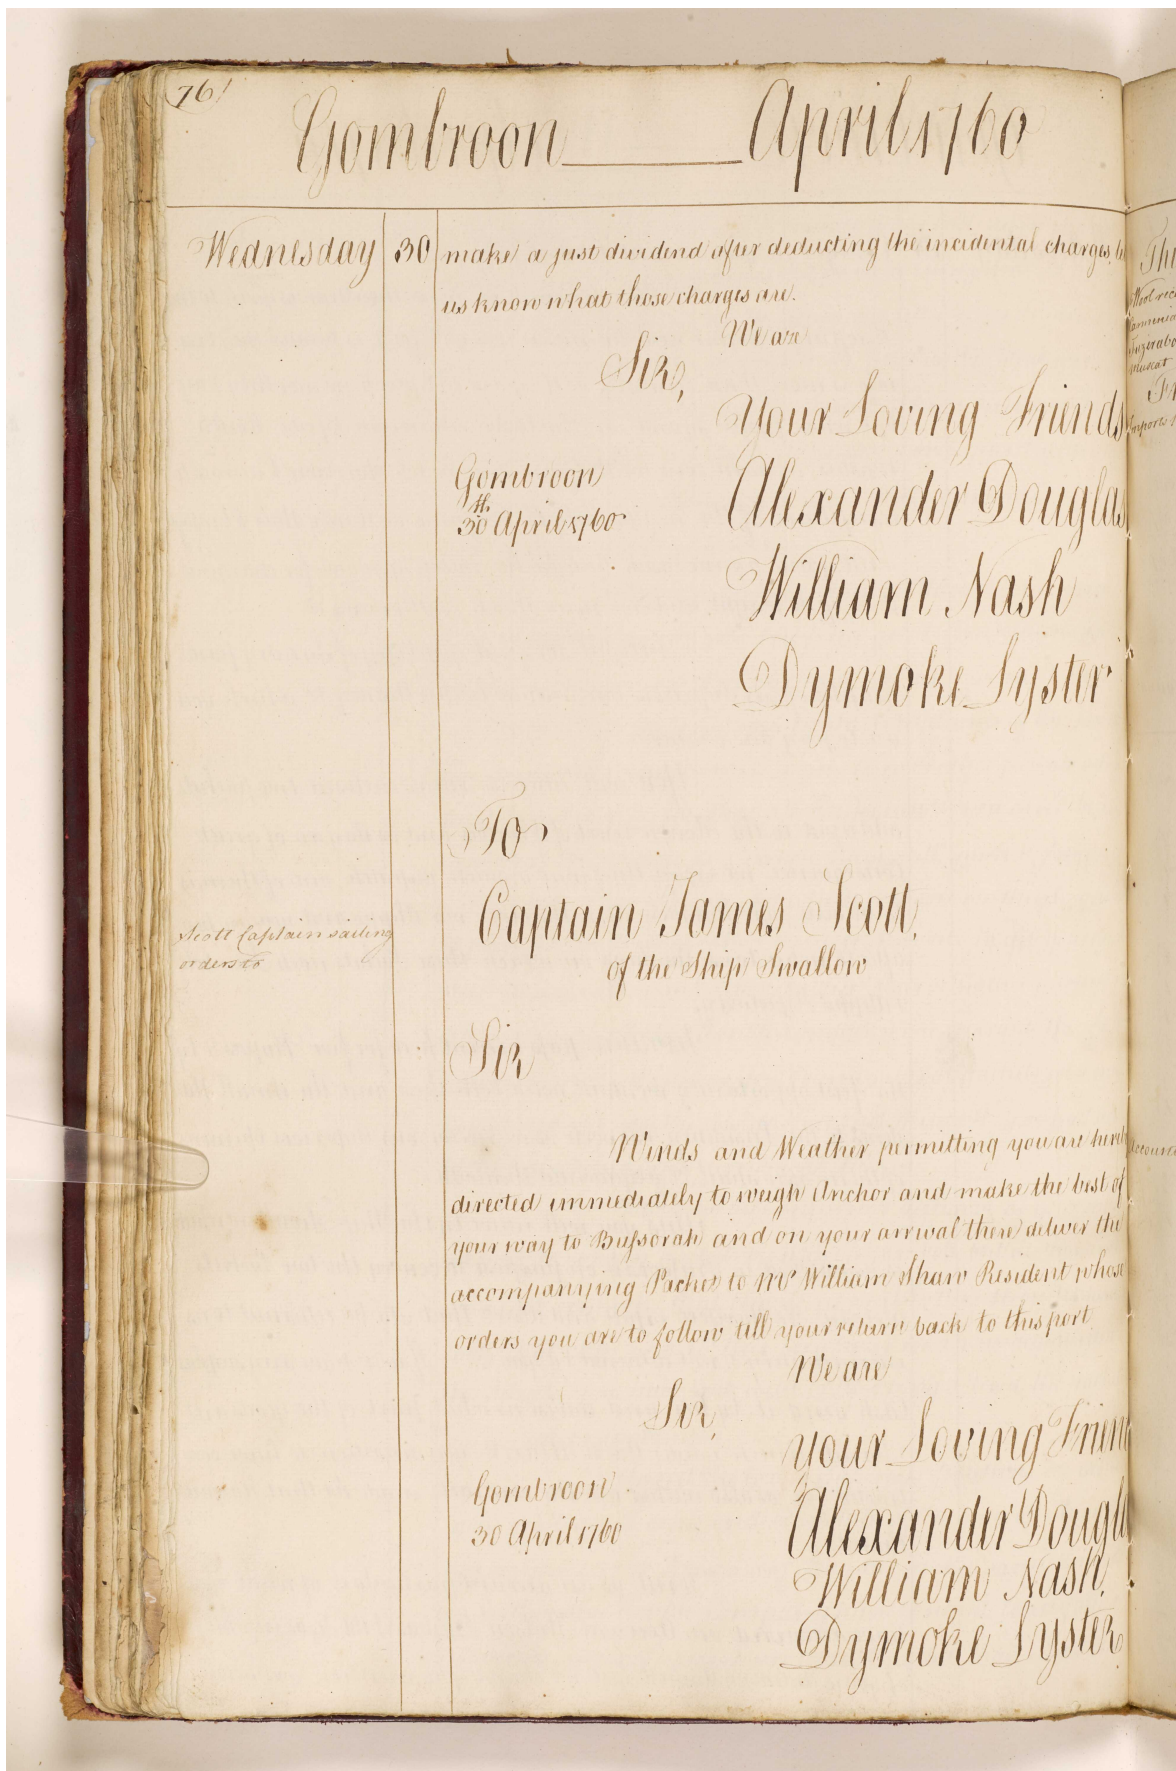 76
Gombroon April 1760
Wednesday 30 make a just dividend after deducting the incidental charges,
us know what those charges are.
We are
Sir,
Your Loving Friends
Gombroon
30th April 1760
Alexander Douglas
William Nash
Dymoke Lyster
To
Captain James Scott,
of the Ship Swallow
Scott Captain sailing
orders to
Sir
Winds and Weather permitting you are
directed immediately to weigh Anchor and make the best of
your way to Bussorah and on your arrival there deliver the
accompanying Packet to Mr William Shaw Resident whose
orders you are to follow till your return back to this port.
We are
Sir,
your Loving Frien
Gombroon
30 April 1760
Alexander Dougla
William Nash,
Dymoke Lyster
Muscat